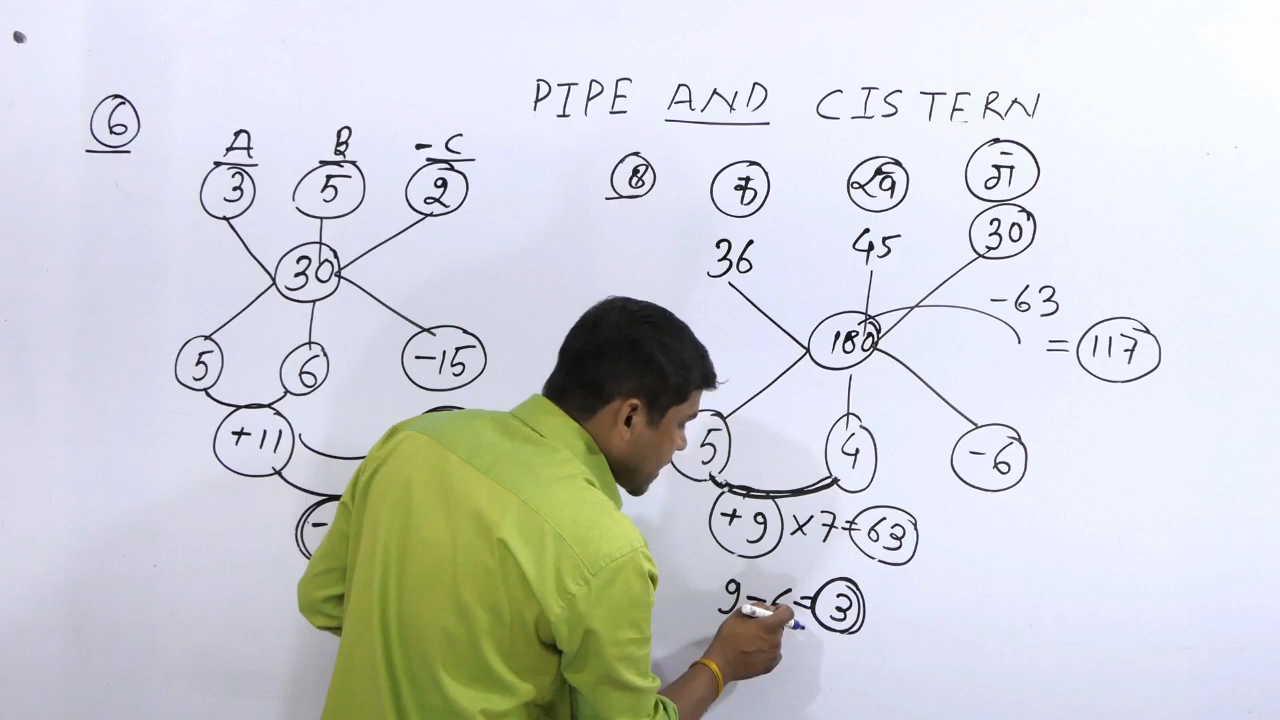 PIPE AND CISTERN
6
A B -C
3 5 2
30
5 6 -15
+11
-
8 क ख ग
36 45 30
180 -63 = 117
5 4 -6
+9 ×7=63
9-6=3